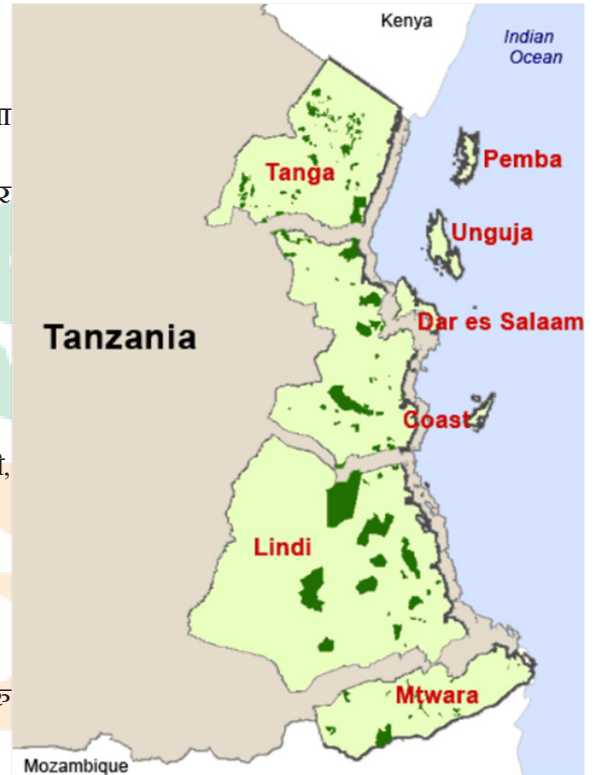 Kenya
Indian
Ocean
Tanga
Pemba
Unguja
Dar es Salaam
Tanzania
Coast
Lindi
Mtwara
Mozambique